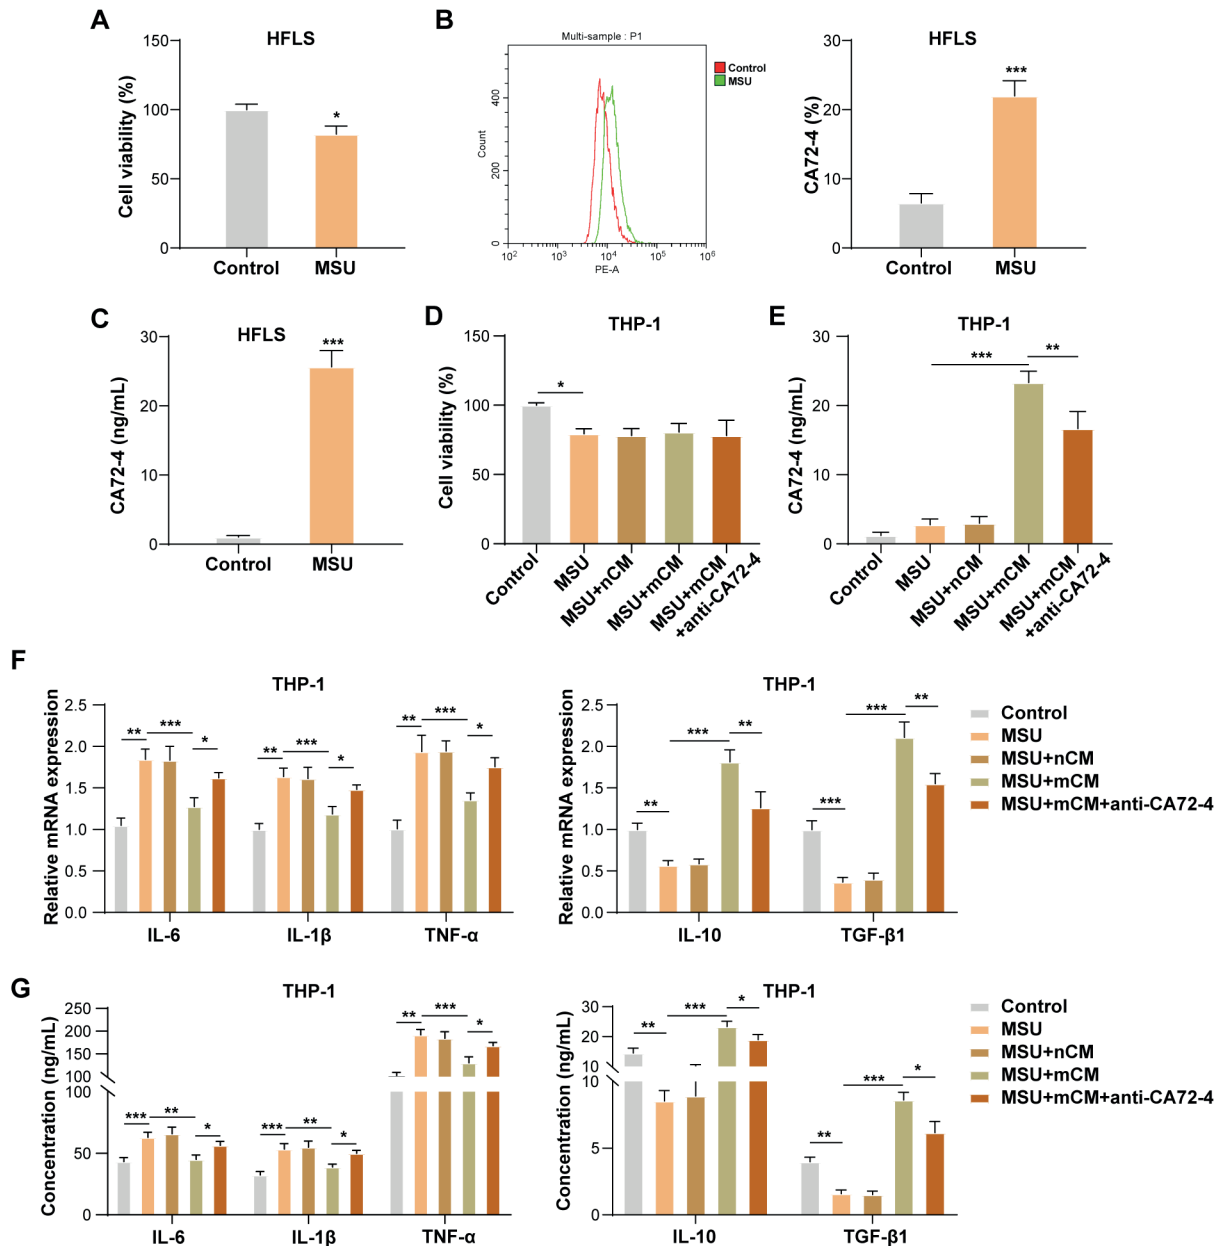 A
HFLS
Cell viability (%)
150
100
50
0
*
Control
MSU
B
Multi-sample : P1
Count
400
200
0
10²
10³
10⁴
10⁵
10⁶
PE-A
Control
MSU
HFLS
CA72-4 (%)
30
20
10
0
***
Control
MSU
C
HFLS
CA72-4 (ng/mL)
30
20
10
0
***
Control
MSU
D
THP-1
Cell viability (%)
150
100
50
0
*
Control
MSU
MSU+nCM
MSU+mCM
MSU+mCM
+anti-CA72-4
E
THP-1
CA72-4 (ng/mL)
30
20
10
0
***
**
Control
MSU
MSU+nCM
MSU+mCM
MSU+mCM
+anti-CA72-4
F
THP-1
Relative mRNA expression
2.5
2.0
1.5
1.0
0.5
0.0
** *** *
** *** *
** *** *
IL-6
IL-1β
TNF-α
THP-1
Relative mRNA expression
2.5
2.0
1.5
1.0
0.5
0.0
** *** **
*** *** **
IL-10
TGF-β1
Control
MSU
MSU+nCM
MSU+mCM
MSU+mCM+anti-CA72-4
G
THP-1
Concentration (ng/mL)
250
200
150
100
100
50
0
*** ** *
*** ** *
** *** *
IL-6
IL-1β
TNF-α
THP-1
Concentration (ng/mL)
30
20
10
10
5
0
** *** *
** *** *
IL-10
TGF-β1
Control
MSU
MSU+nCM
MSU+mCM
MSU+mCM+anti-CA72-4